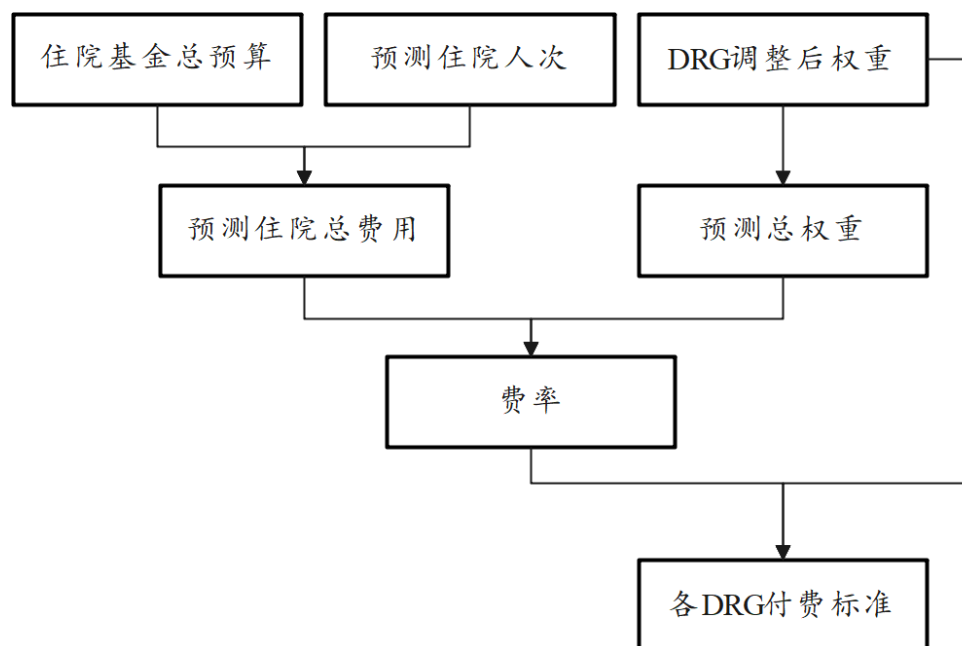 住院基金总预算
预测住院人次
DRG调整后权重
预测住院总费用
预测总权重
费率
各DRG付费标准